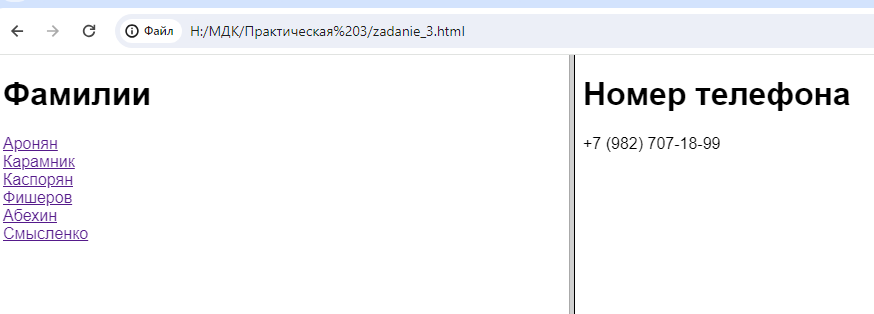 Файл H:/МДК/Практическая%203/zadanie_3.html
Фамилии
Аронян
Карамник
Каспорян
Фишеров
Абехин
Смысленко
Номер телефона
+7 (982) 707-18-99